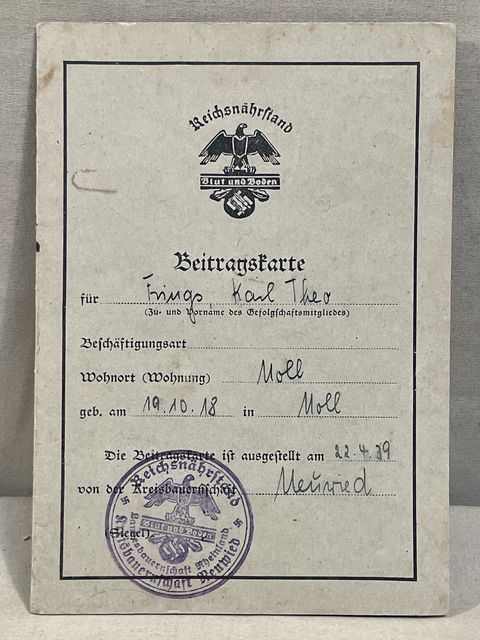 Reichsnährstand
Blut und Boden
Beitragskarte
für Frings, Karl Theo
(Zu- und Vorname des Gefolgschaftsmitgliedes)
Beschäftigungsart
Wohnort (Wohnung) Moll
geb. am 19.10.18 in Moll
Die Beitragskarte ist ausgestellt am 22.4.39
von der Kreisbauernschaft Neuwied
(Siegel)
Reichsnährstand
Blut und Boden
Landesbauernschaft Rheinland
Kreisbauernschaft Neuwied